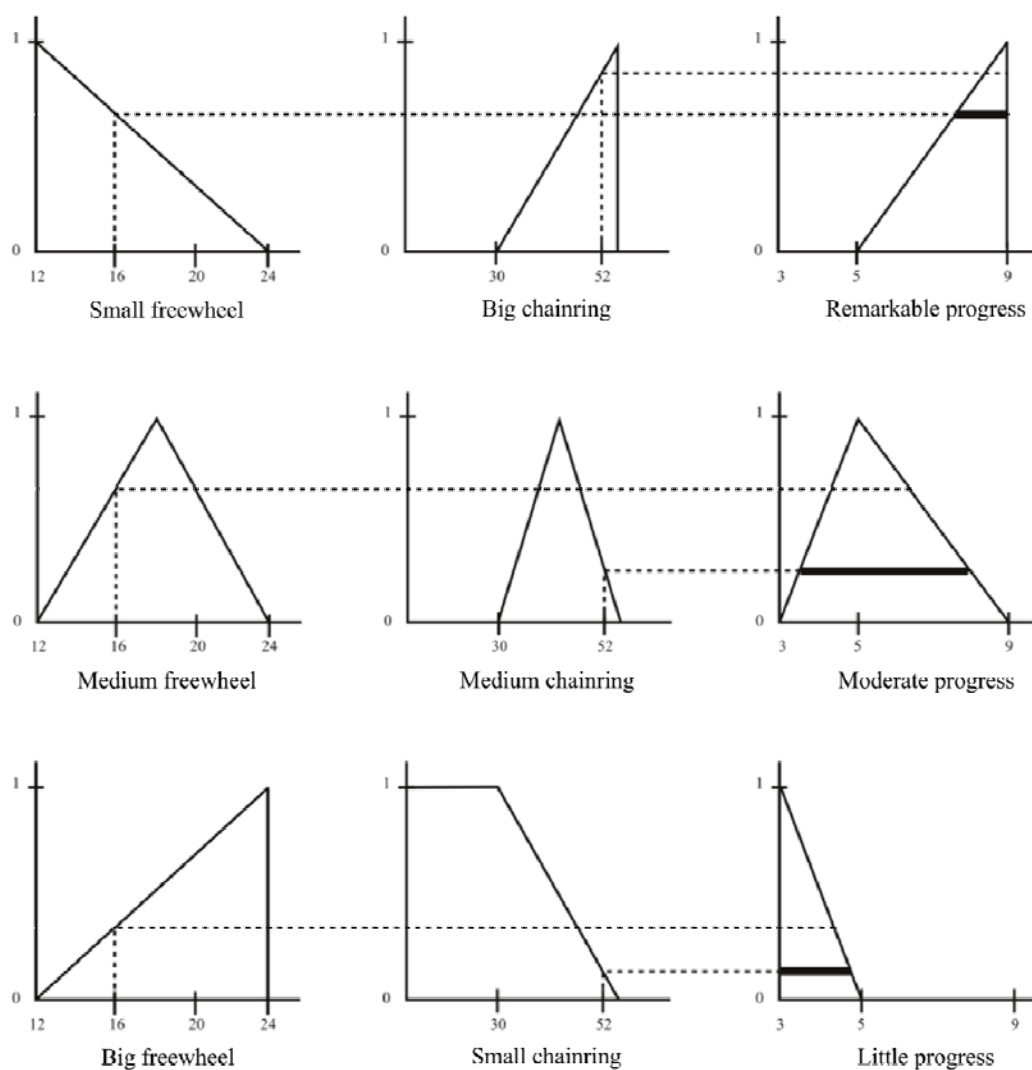 1 1 1
0 0 0
12 16 20 24 30 52 3 5 9
Small freewheel Big chainring Remarkable progress
1 1 1
0 0 0
12 16 20 24 30 52 3 5 9
Medium freewheel Medium chainring Moderate progress
1 1 1
0 0 0
12 16 20 24 30 52 3 5 9
Big freewheel Small chainring Little progress